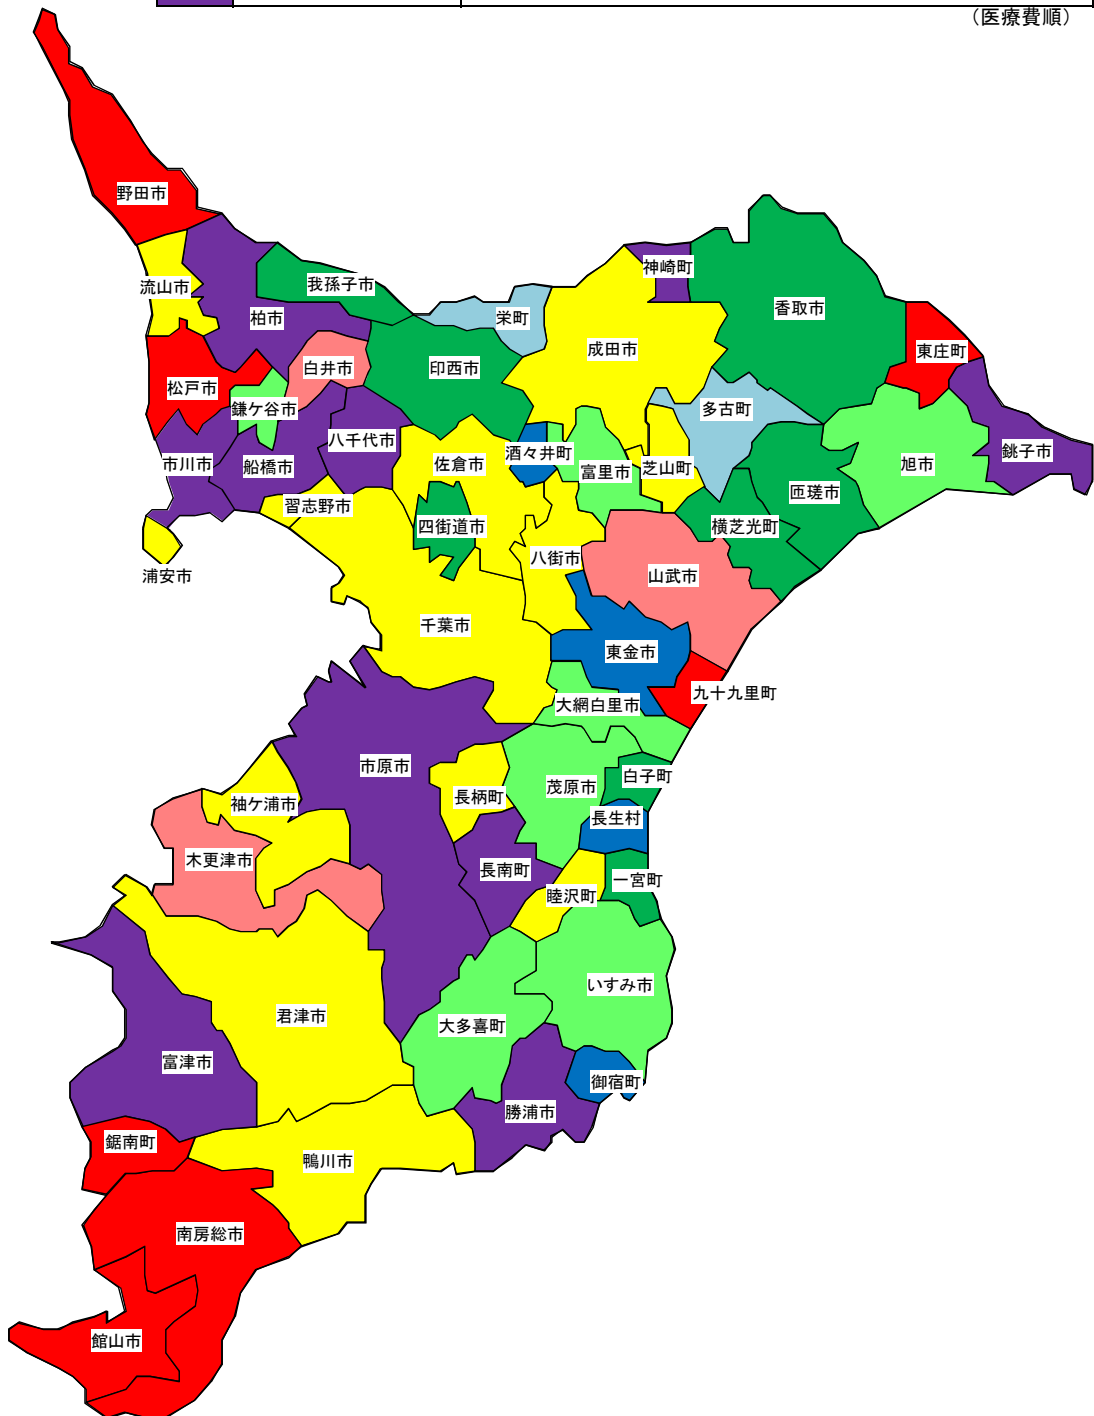 (医療費順)
野田市
流山市
柏市
我孫子市
栄町
神崎町
香取市
成田市
東庄町
白井市
印西市
松戸市
鎌ケ谷市
多古町
八千代市
市川市
船橋市
佐倉市
酒々井町
富里市
芝山町
旭市
銚子市
匝瑳市
習志野市
四街道市
横芝光町
八街市
浦安市
山武市
千葉市
東金市
九十九里町
大網白里市
市原市
白子町
茂原市
長柄町
袖ケ浦市
長生村
木更津市
長南町
一宮町
睦沢町
いすみ市
君津市
大多喜町
富津市
御宿町
勝浦市
鋸南町
鴨川市
南房総市
館山市